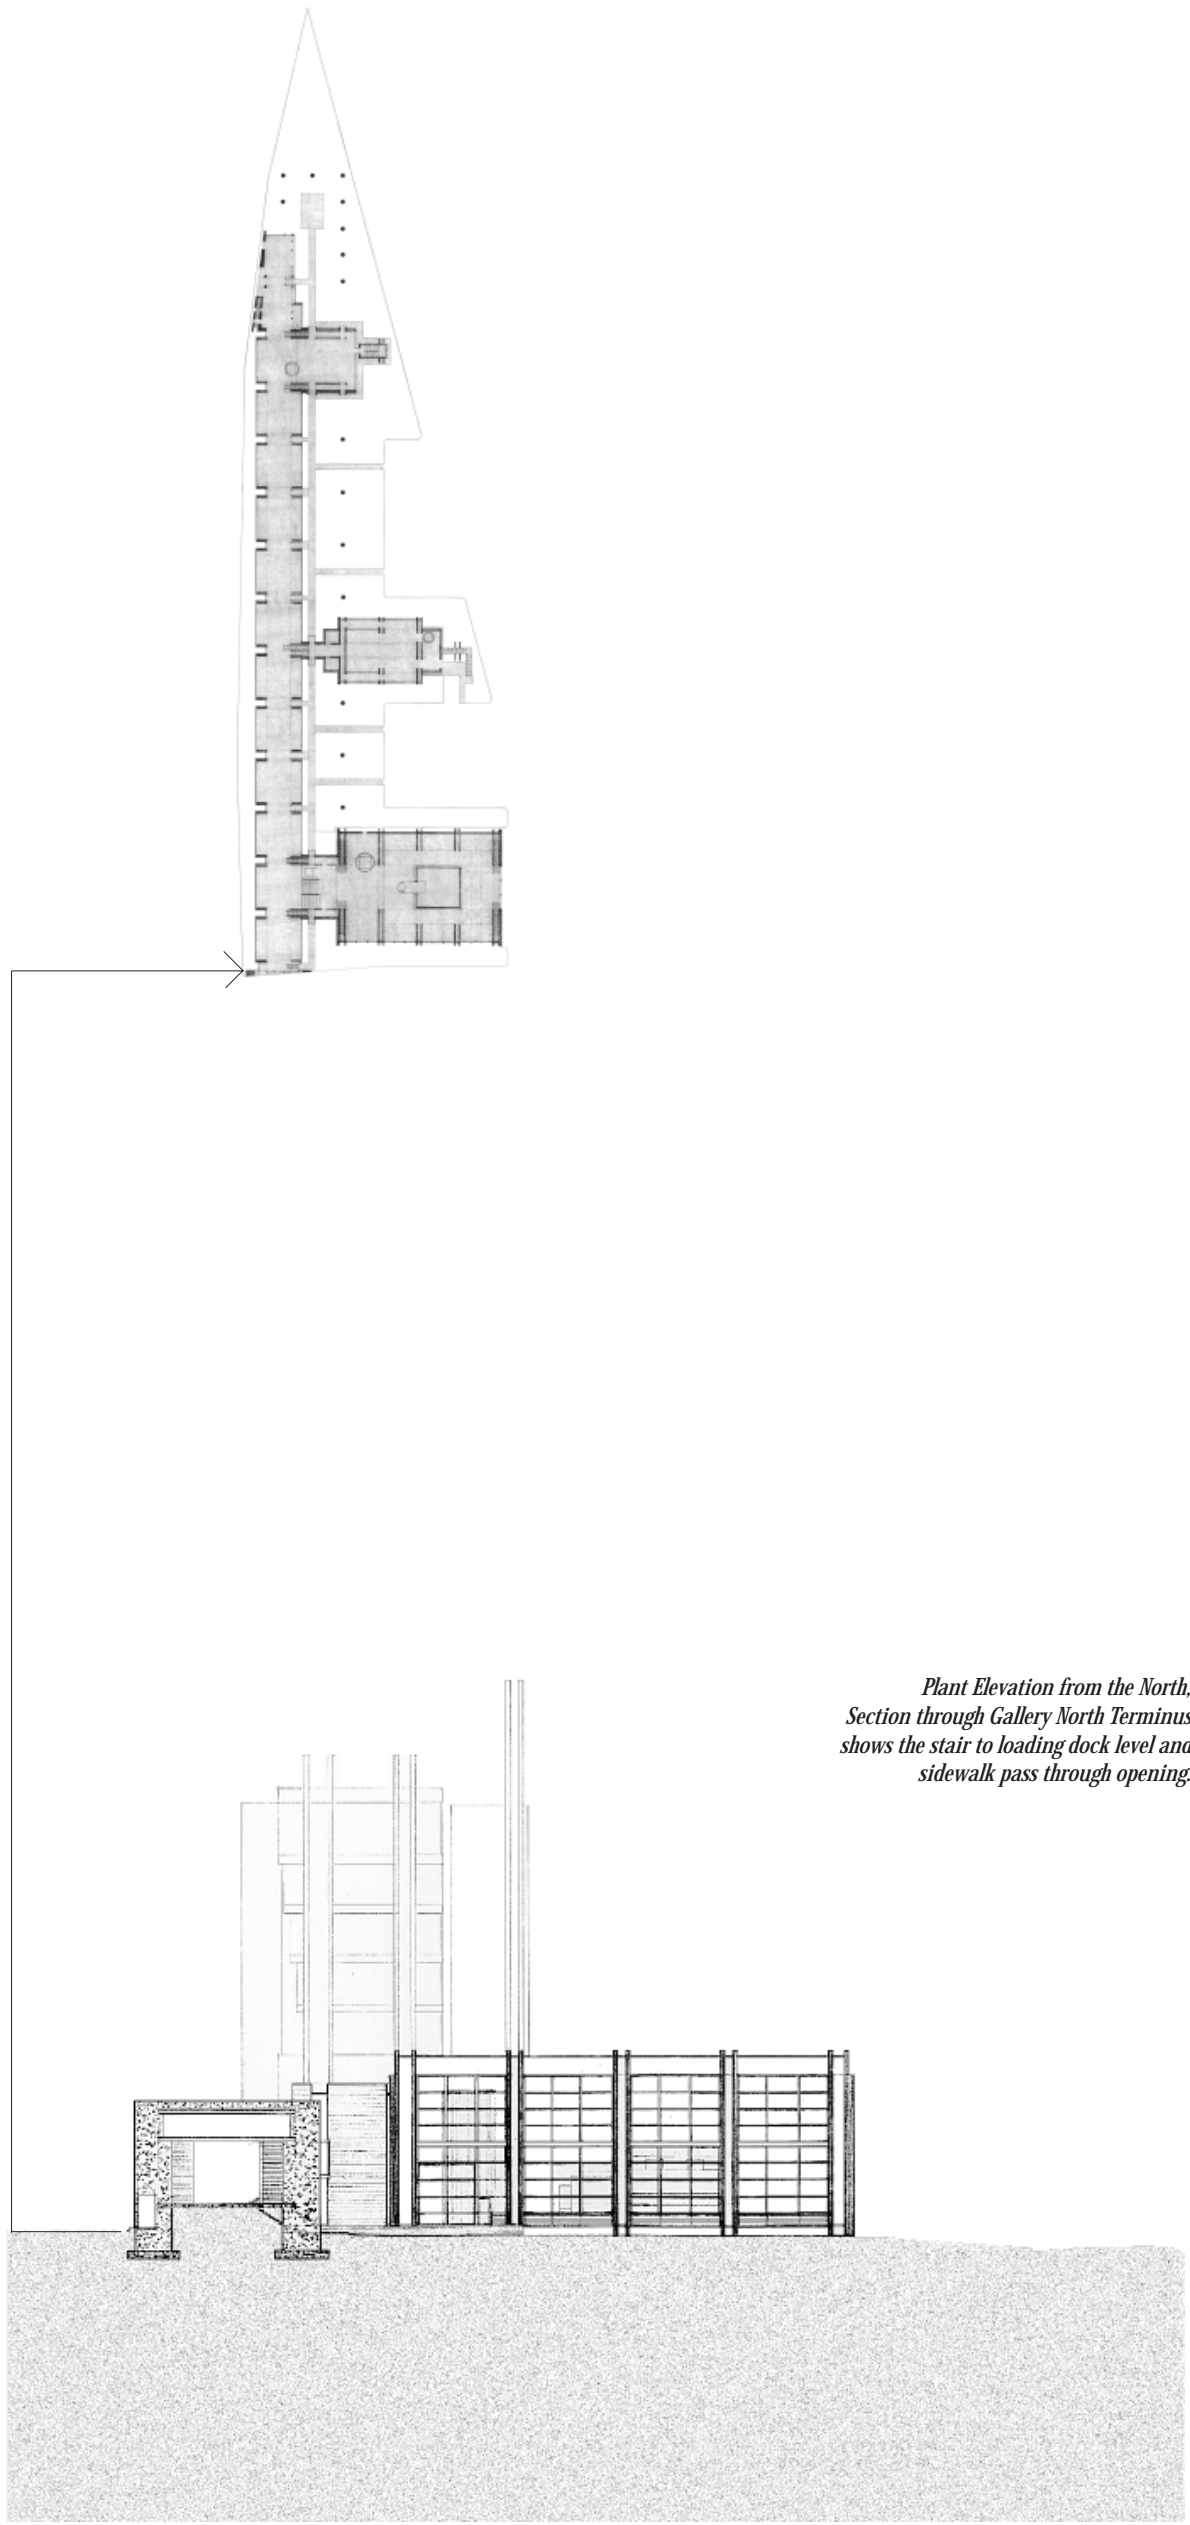 Plant Elevation from the North,
Section through Gallery North Terminus
shows the stair to loading dock level and
sidewalk pass through opening.